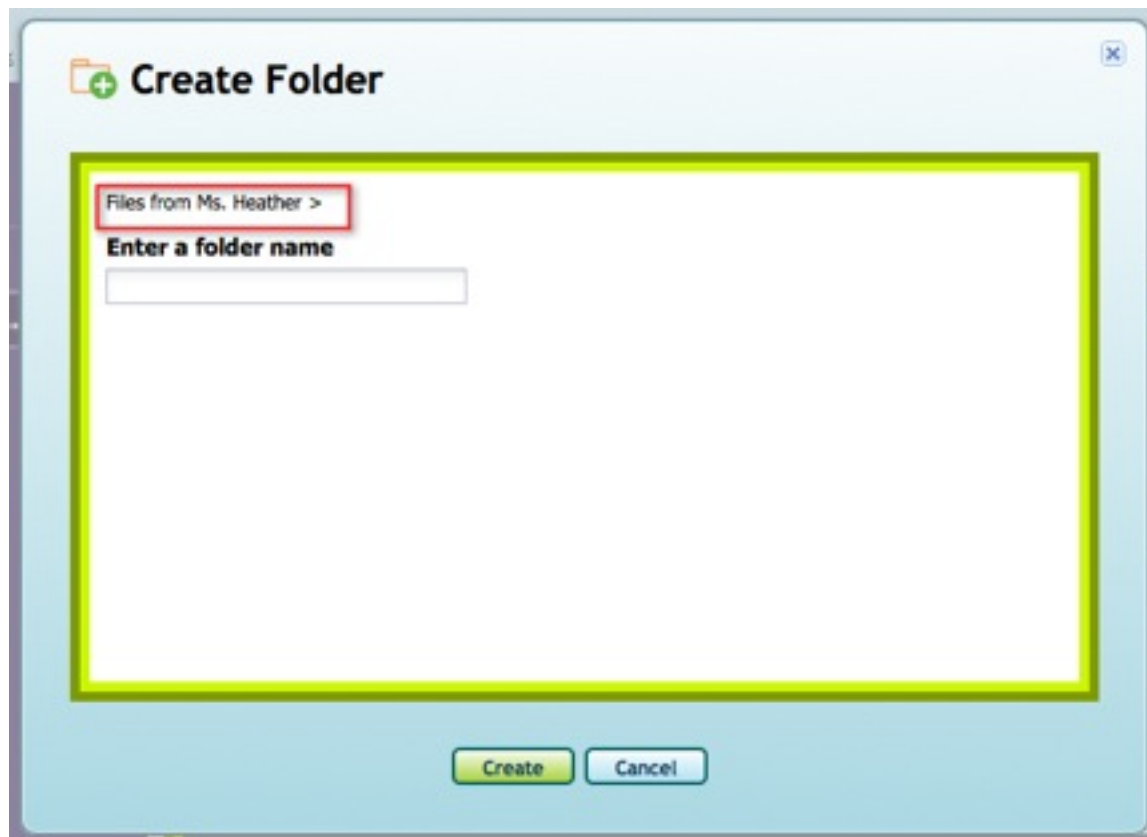 Create Folder
Files from Ms. Heather >
Enter a folder name
Create
Cancel